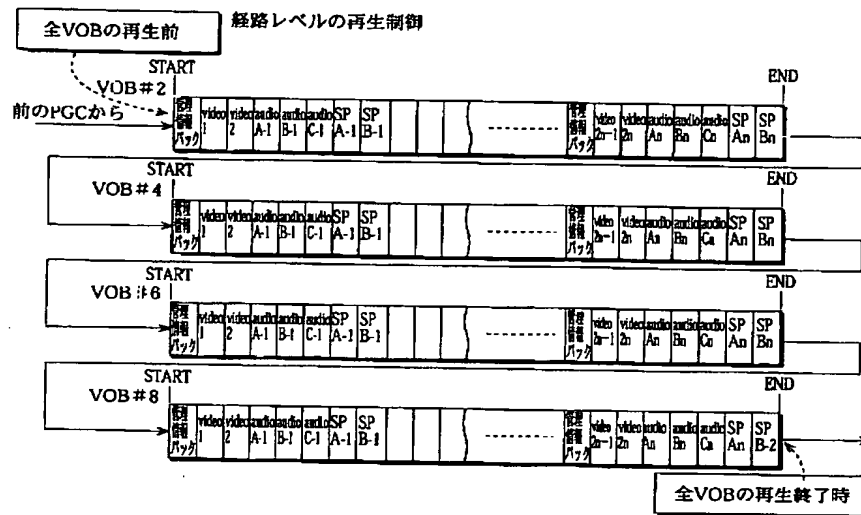 全VOBの再生前
経路レベルの再生制御
START END
VOB#2
前のPGCから
管理情報パック video 1 video 2 audio A-1 audio B-1 audio C-1 SP A-1 SP B-1 管理情報パック video 2n-1 video 2n audio An audio Bn audio Cn SP An SP Bn
START END
VOB#4
管理情報パック video 1 video 2 audio A-1 audio B-1 audio C-1 SP A-1 SP B-1 管理情報パック video 2n-1 video 2n audio An audio Bn audio Cn SP An SP Bn
START END
VOB#6
管理情報パック video 1 video 2 audio A-1 audio B-1 audio C-1 SP A-1 SP B-1 管理情報パック video 2n-1 video 2n audio An audio Bn audio Cn SP An SP Bn
START END
VOB#8
管理情報パック video 1 video 2 audio A-1 audio B-1 audio C-1 SP A-1 SP B-1 管理情報パック video 2n-1 video 2n audio An audio Bn audio Cn SP An SP B-2
全VOBの再生終了時